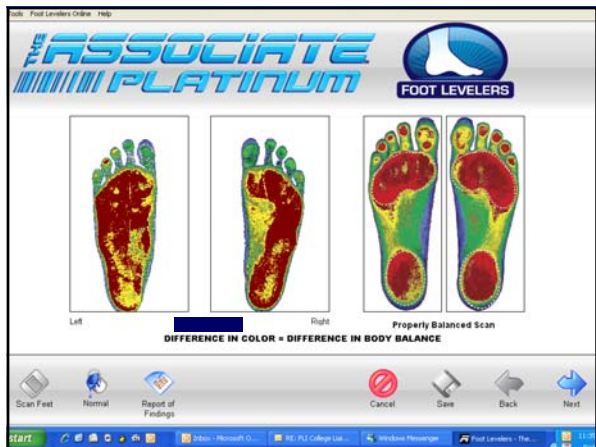 Tools Foot Levelers Online Help
THE ASSOCIATE
PLATINUM
FOOT LEVELERS
Left
Right
Properly Balanced Scan
DIFFERENCE IN COLOR = DIFFERENCE IN BODY BALANCE
Scan Feet
Normal
Report of
Findings
Cancel
Save
Back
Next
start
Inbox - Microsoft O...
RE: PLI College Lia...
Windows Messenger
Foot Levelers - The...